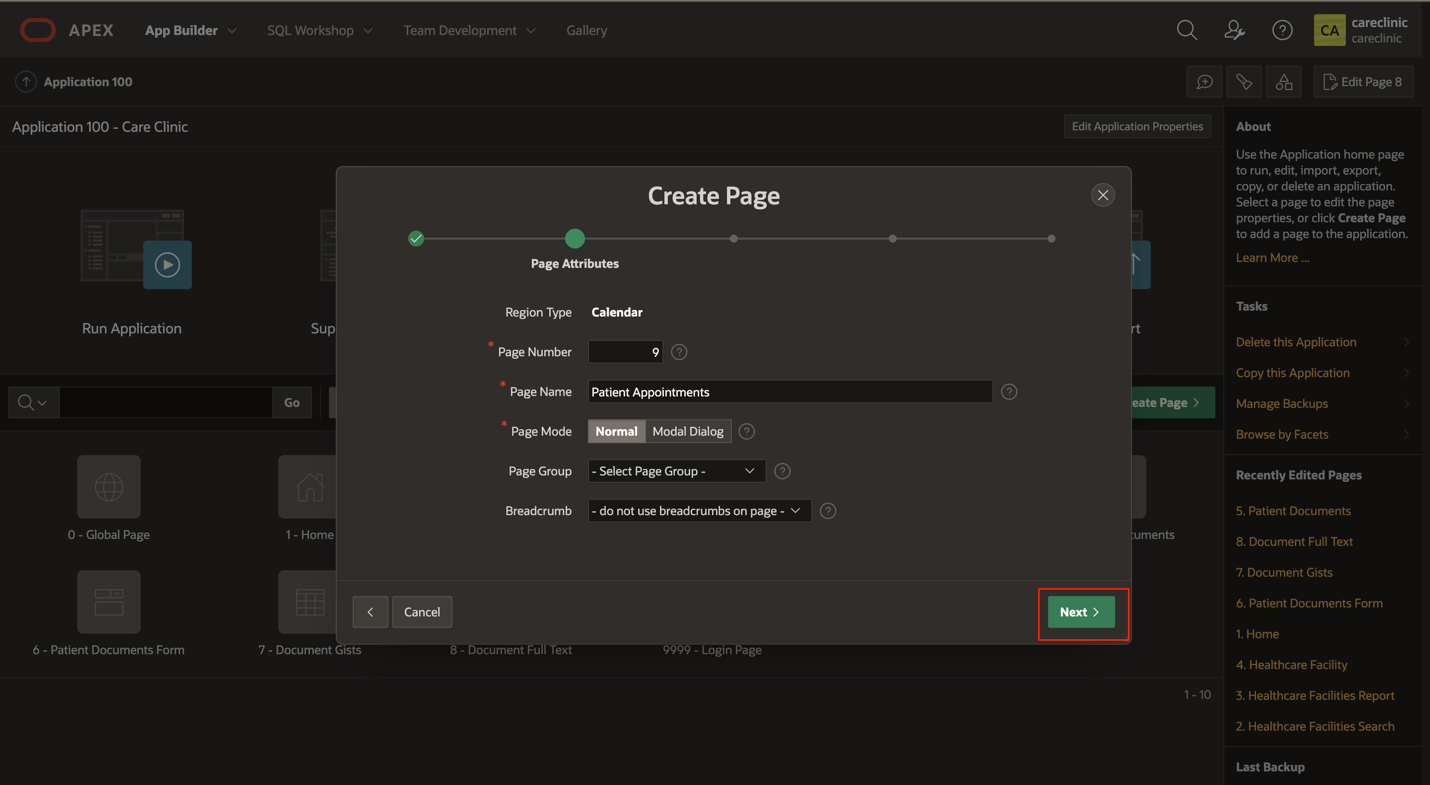 APEX
App Builder
SQL Workshop
Team Development
Gallery
CA
careclinic
careclinic
Application 100
Edit Page 8
Application 100 - Care Clinic
Edit Application Properties
Run Application
Sup
rt
Create Page
Page Attributes
Region Type Calendar
* Page Number 9
* Page Name Patient Appointments
* Page Mode Normal Modal Dialog
Page Group - Select Page Group -
Breadcrumb - do not use breadcrumbs on page -
Cancel
Next
Go
eate Page
0 - Global Page
1 - Home
cuments
6 - Patient Documents Form
7 - Document Gists
8 - Document Full Text
9999 - Login Page
1 - 10
About
Use the Application home page
to run, edit, import, export,
copy, or delete an application.
Select a page to edit the page
properties, or click Create Page
to add a page to the application.
Learn More ...
Tasks
Delete this Application
Copy this Application
Manage Backups
Browse by Facets
Recently Edited Pages
5. Patient Documents
8. Document Full Text
7. Document Gists
6. Patient Documents Form
1. Home
4. Healthcare Facility
3. Healthcare Facilities Report
2. Healthcare Facilities Search
Last Backup